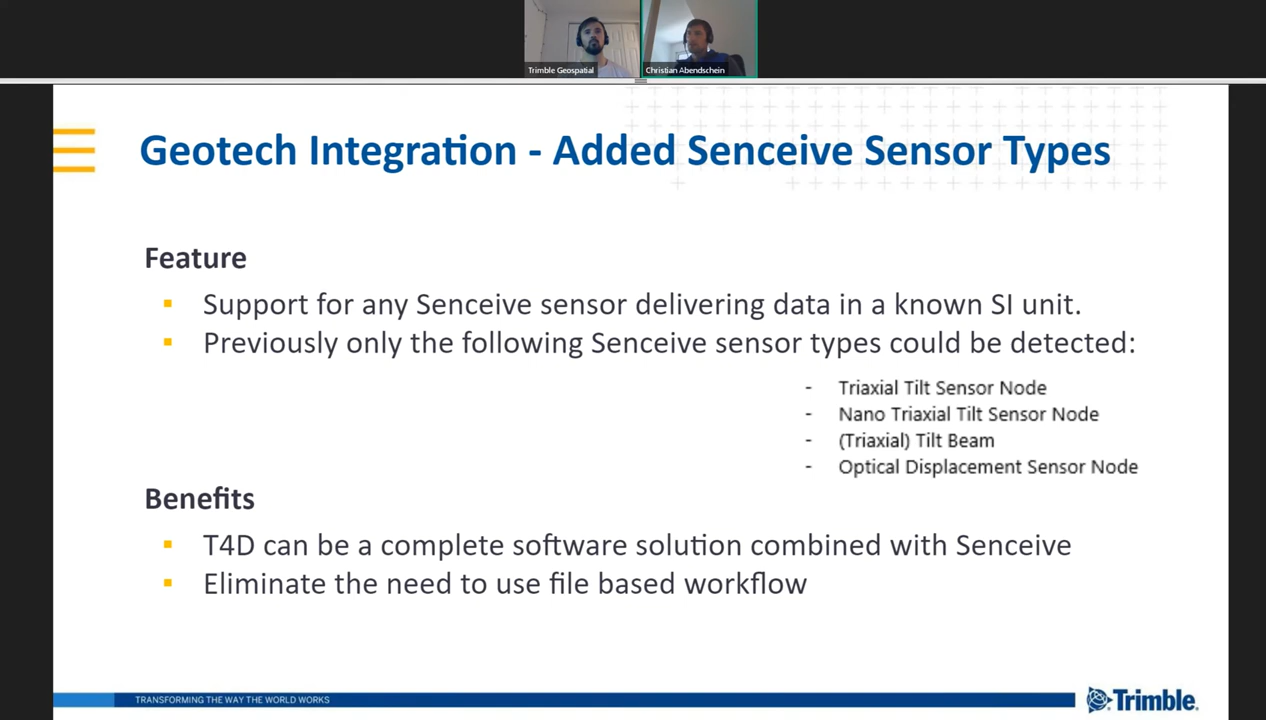 Trimble Geospatial
Christian Abendschein
Geotech Integration - Added Senceive Sensor Types
Feature
▪ Support for any Senceive sensor delivering data in a known SI unit.
▪ Previously only the following Senceive sensor types could be detected:
- Triaxial Tilt Sensor Node
- Nano Triaxial Tilt Sensor Node
- (Triaxial) Tilt Beam
- Optical Displacement Sensor Node
Benefits
▪ T4D can be a complete software solution combined with Senceive
▪ Eliminate the need to use file based workflow
TRANSFORMING THE WAY THE WORLD WORKS
Trimble.